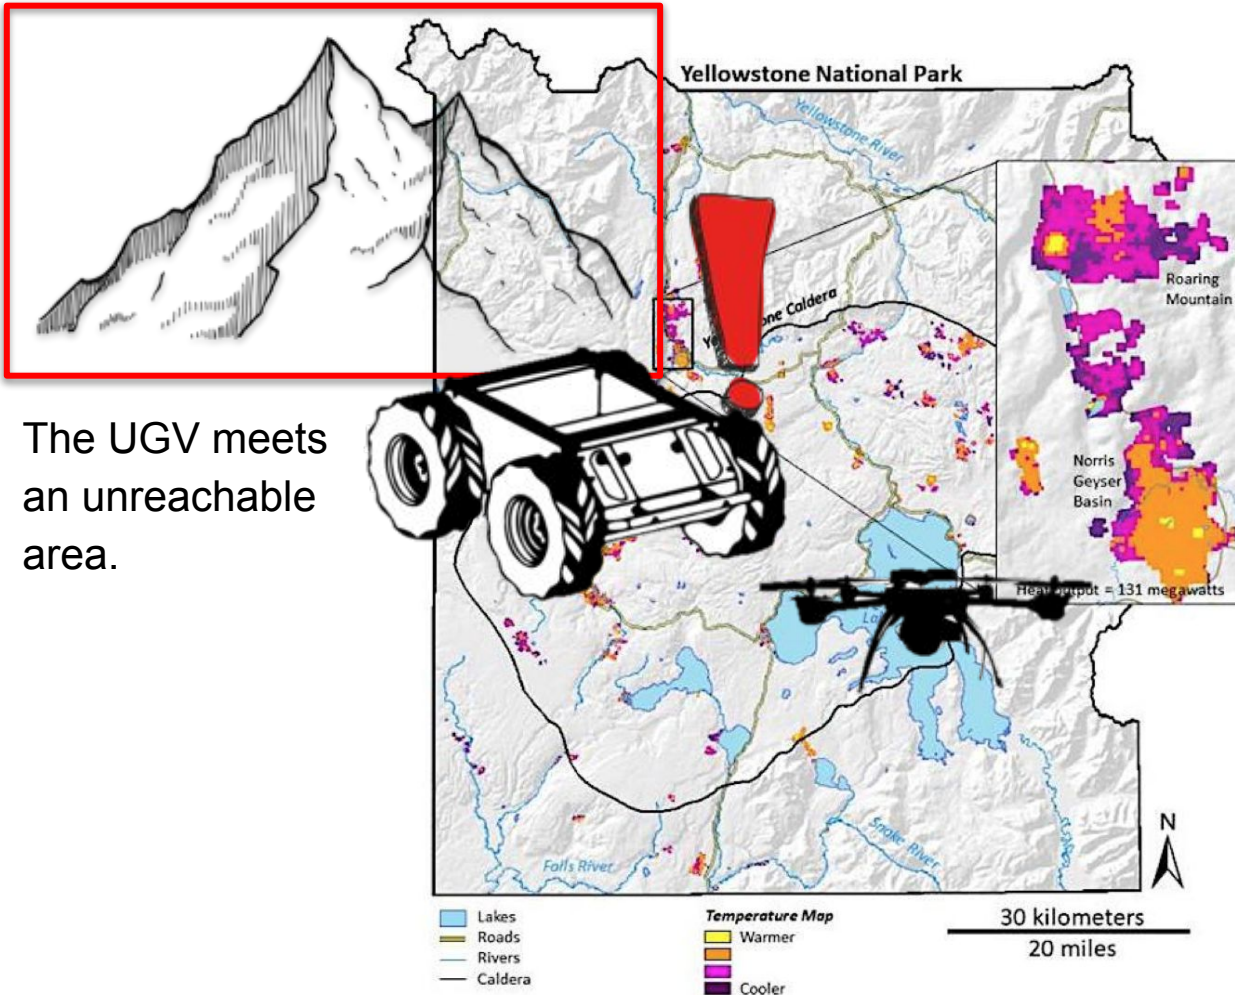 Yellowstone National Park
Yellowstone River
Roaring
Mountain
one Caldera
The UGV meets
an unreachable
area.
Norris
Geyser
Basin
Heat output = 131 megawatts
La
Snake River
Falls River
N
Lakes
Roads
Rivers
Caldera
Temperature Map
Warmer
Cooler
30 kilometers
20 miles